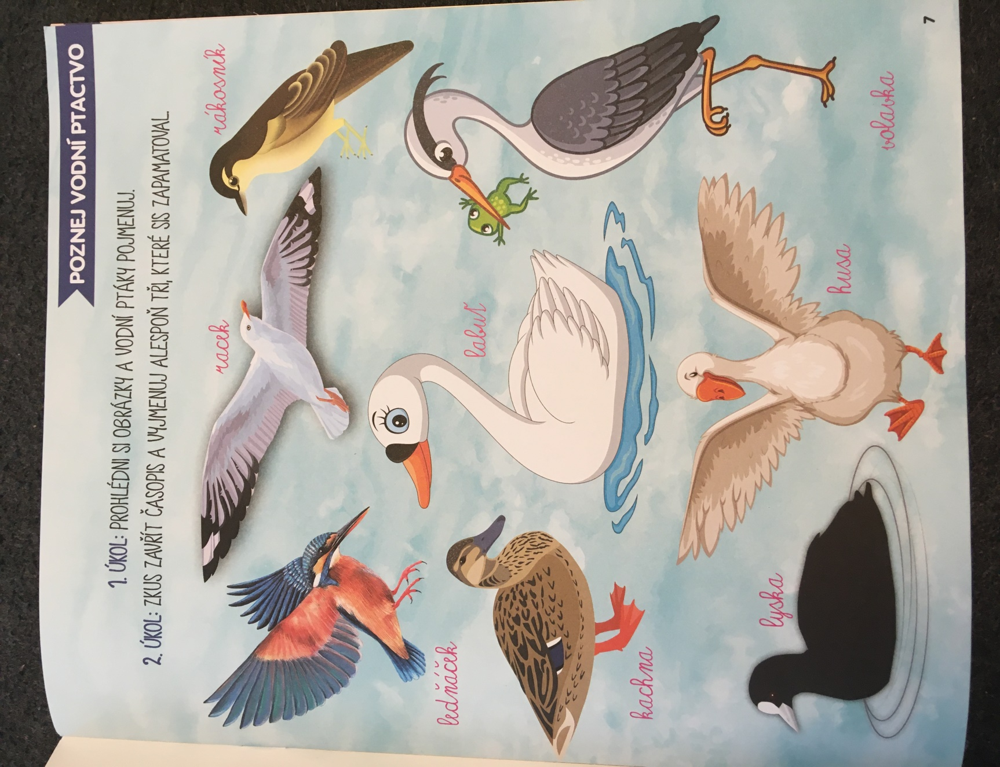 POZNEJ VODNÍ PTACTVO
1. ÚKOL: PROHLÉDNI SI OBRÁZKY A VODNÍ PTÁKY POJMENUJ.
2. ÚKOL: ZKUS ZAVŘÍT ČASOPIS A VYJMENUJ ALESPOŇ TŘI, KTERÉ SIS ZAPAMATOVAL.
racek
rákosník
ledňáček
labuť
kachna
lyska
husa
volavka
7